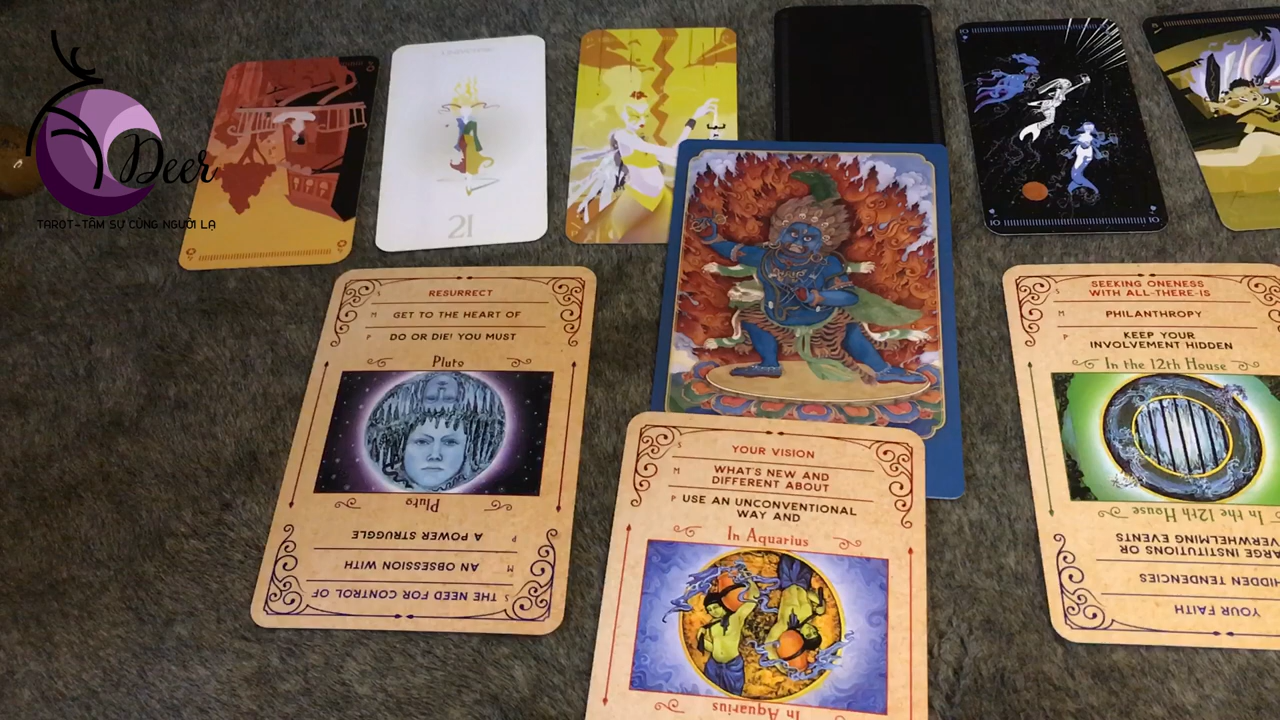 Deer
TAROT-TÂM SỰ CÙNG NGƯỜI LẠ
21
10
10
S RESURRECT
M GET TO THE HEART OF
P DO OR DIE! YOU MUST
Pluto
Pluto
P A POWER STRUGGLE
M AN OBSESSION WITH
S THE NEED FOR CONTROL OF
S YOUR VISION
M WHAT'S NEW AND
DIFFERENT ABOUT
P USE AN UNCONVENTIONAL
WAY AND
In Aquarius
In Aquarius
S SEEKING ONENESS
WITH ALL-THERE-IS
M PHILANTHROPY
P KEEP YOUR
INVOLVEMENT HIDDEN
In the 12th House
In the 12th House
INSTITUTIONS OR
OVERWHELMING EVENTS
HIDDEN TENDENCIES
YOUR FAITH